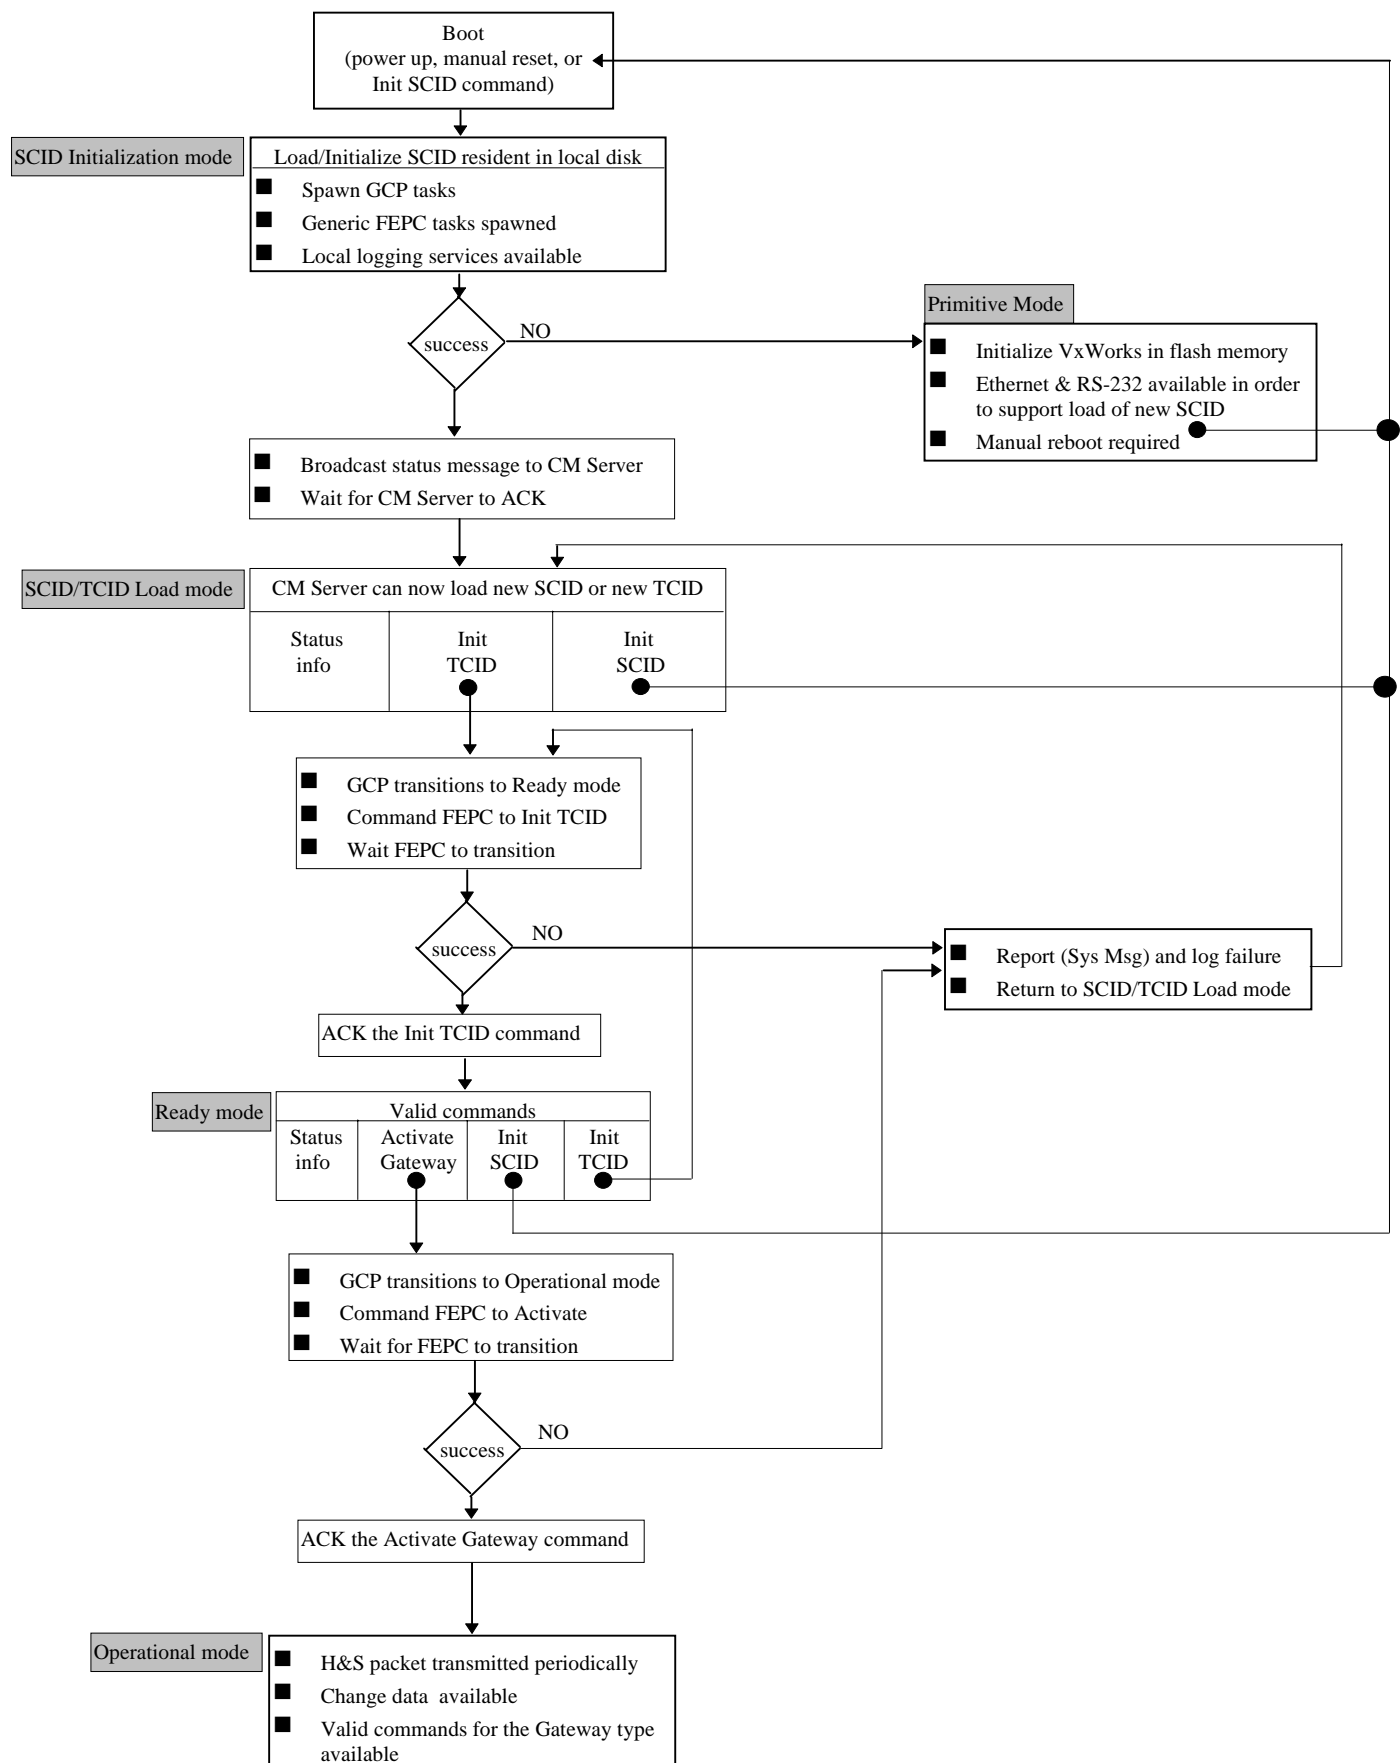 Boot
(power up, manual reset, or
Init SCID command)
SCID Initialization mode
Load/Initialize SCID resident in local disk
Spawn GCP tasks
Generic FEPC tasks spawned
Local logging services available
success
NO
Primitive Mode
Initialize VxWorks in flash memory
Ethernet & RS-232 available in order
to support load of new SCID
Manual reboot required
Broadcast status message to CM Server
Wait for CM Server to ACK
SCID/TCID Load mode
CM Server can now load new SCID or new TCID
Status
info
Init
TCID
Init
SCID
GCP transitions to Ready mode
Command FEPC to Init TCID
Wait FEPC to transition
success
NO
Report (Sys Msg) and log failure
Return to SCID/TCID Load mode
ACK the Init TCID command
Ready mode
Valid commands
Status
info
Activate
Gateway
Init
SCID
Init
TCID
GCP transitions to Operational mode
Command FEPC to Activate
Wait for FEPC to transition
success
NO
ACK the Activate Gateway command
Operational mode
H&S packet transmitted periodically
Change data available
Valid commands for the Gateway type
available